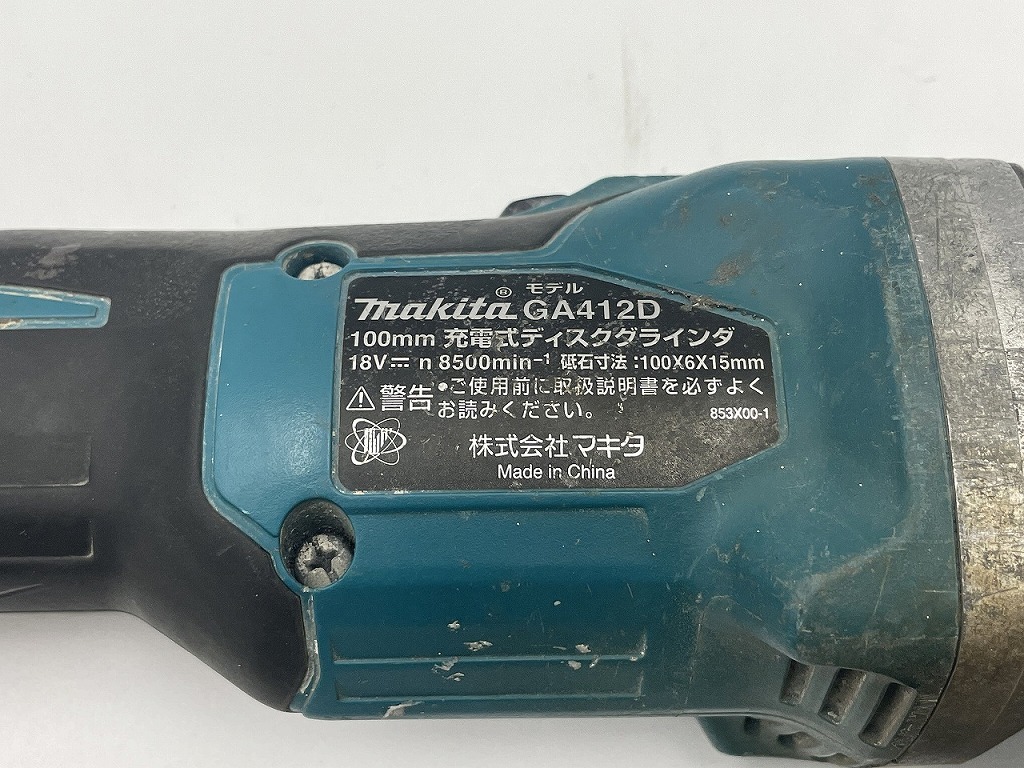 makita® モデル GA412D
100mm 充電式ディスクグラインダ
18V⎓ n 8500min⁻¹ 砥石寸法:100X6X15mm
⚠警告 •ご使用前に取扱説明書を必ずよく
お読みください。
853X00-1
株式会社マキタ
Made in China